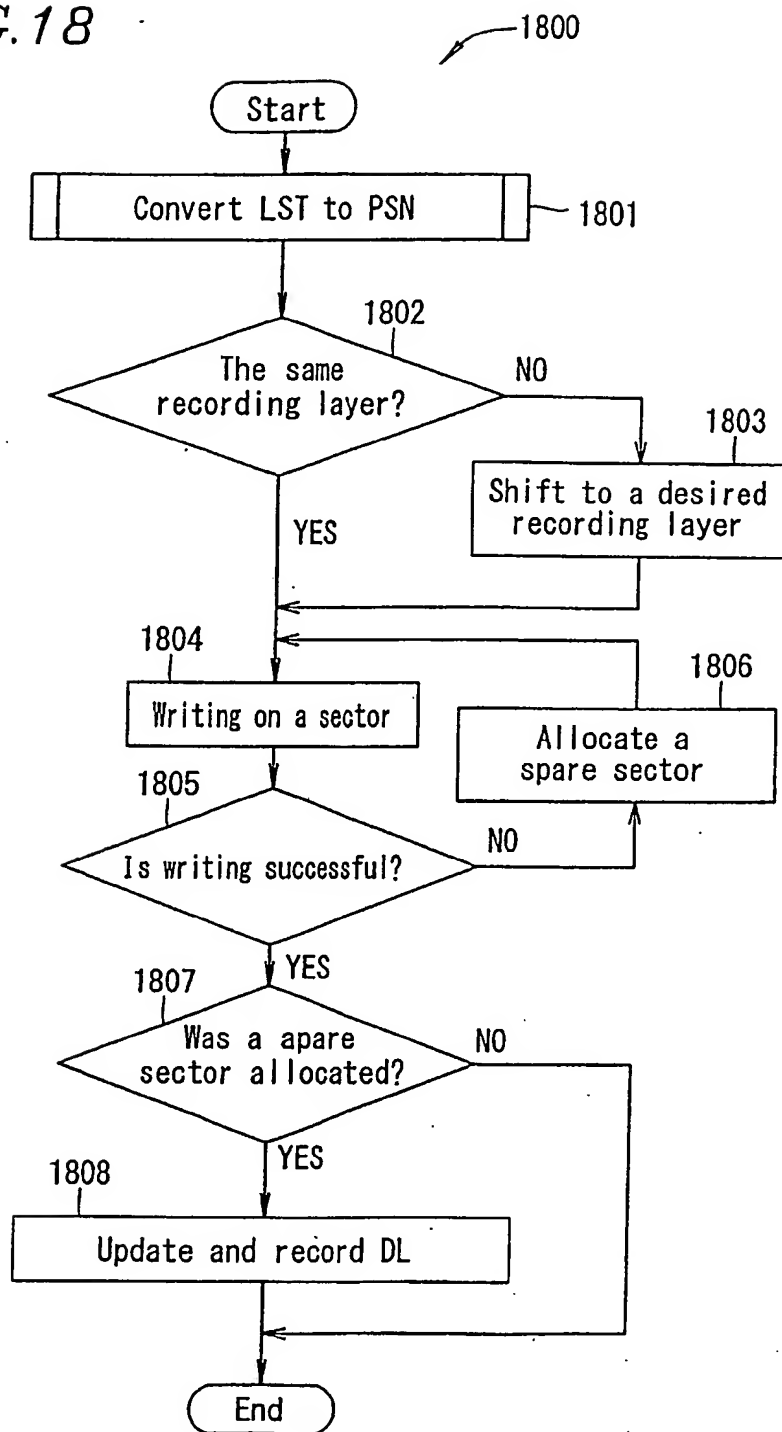 G.18
1800
Start
Convert LST to PSN
1801
1802
The same
recording layer?
NO
1803
Shift to a desired
recording layer
YES
1804
Writing on a sector
1806
Allocate a
spare sector
1805
Is writing successful?
NO
YES
1807
Was a apare
sector allocated?
NO
YES
1808
Update and record DL
End